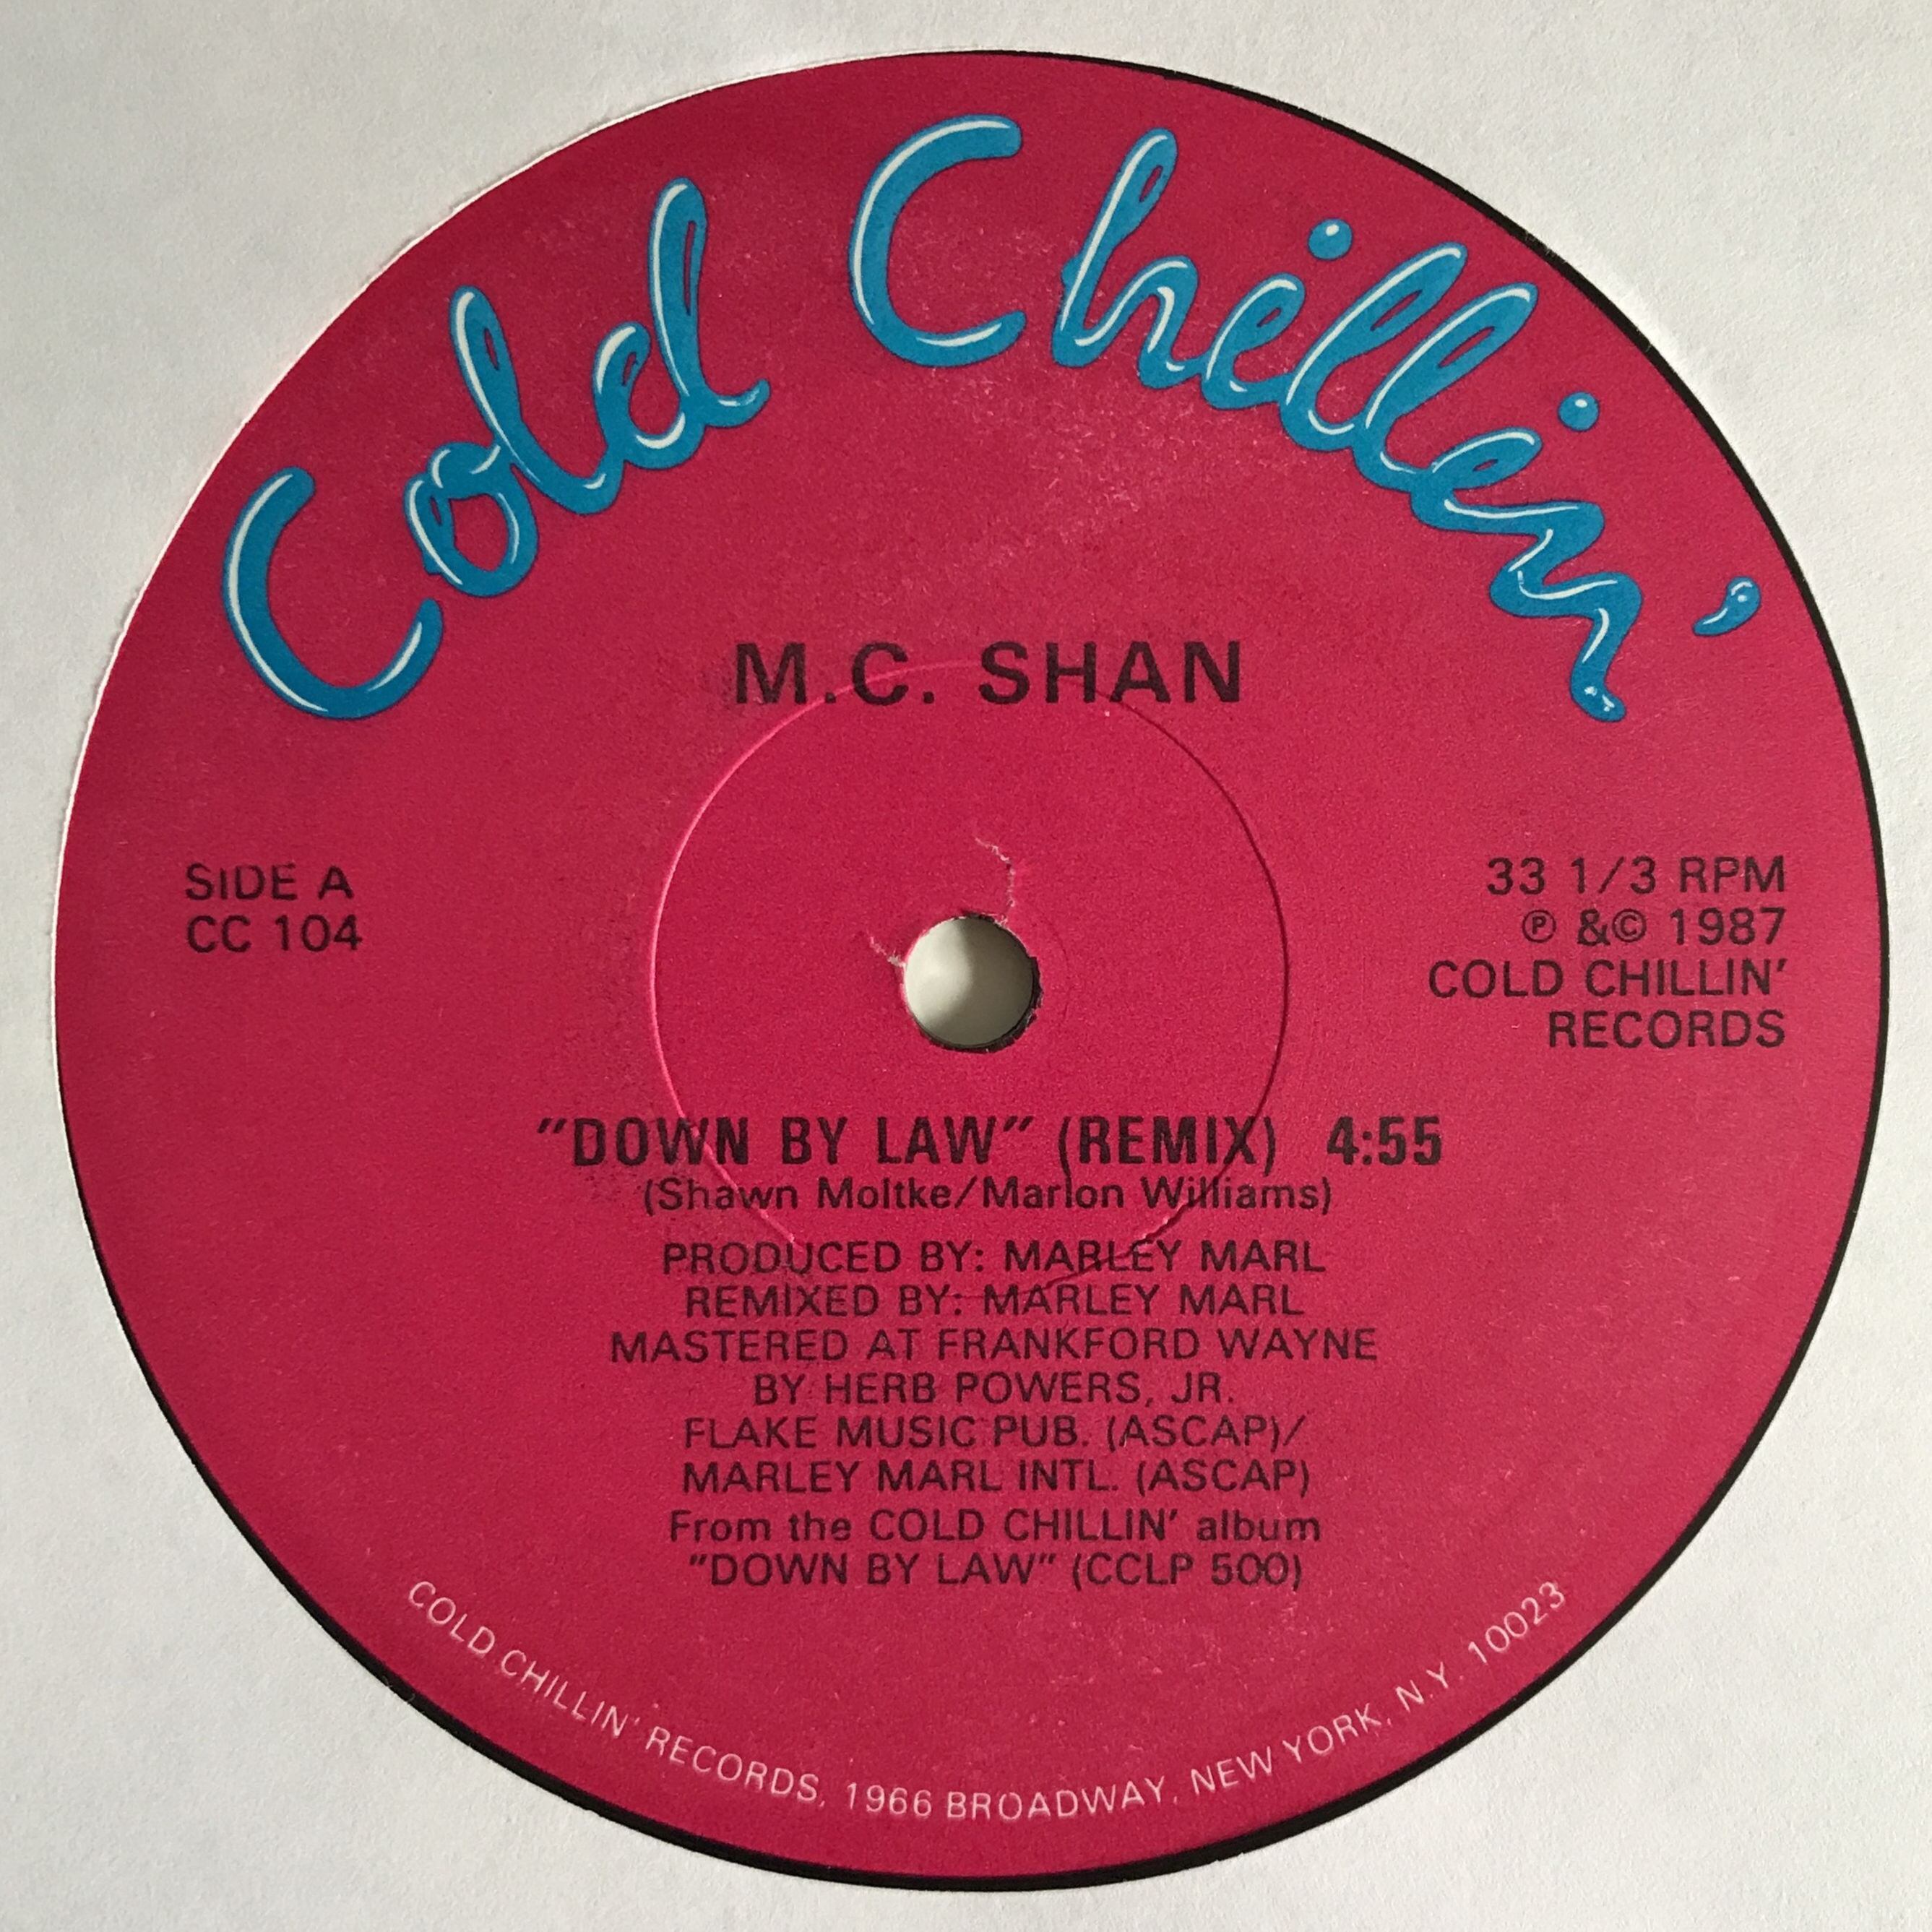 Cold Chillin'
M.C. SHAN
SIDE A
CC 104
33 1/3 RPM
℗ &© 1987
COLD CHILLIN'
RECORDS
"DOWN BY LAW" (REMIX) 4:55
(Shawn Moltke/Marlon Williams)
PRODUCED BY: MARLEY MARL
REMIXED BY: MARLEY MARL
MASTERED AT FRANKFORD WAYNE
BY HERB POWERS, JR.
FLAKE MUSIC PUB. (ASCAP)/
MARLEY MARL INTL. (ASCAP)
From the COLD CHILLIN' album
"DOWN BY LAW" (CCLP 500)
COLD CHILLIN' RECORDS, 1966 BROADWAY, NEW YORK, N.Y. 10023